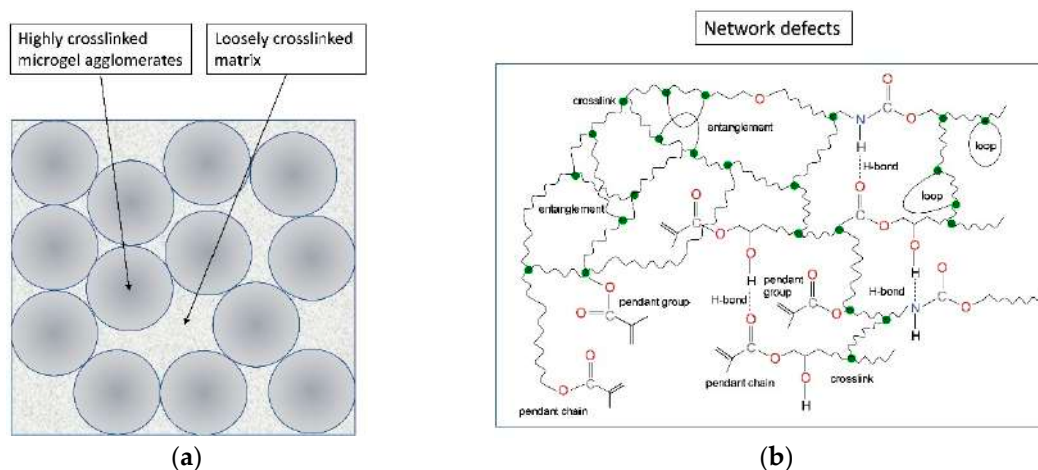 Highly crosslinked
microgel agglomerates
Loosely crosslinked
matrix
(a)
Network defects
crosslink
entanglement
O
N
H
C
O
O
loop
H-bond
entanglement
O
C
O
O
C
O
loop
O
H
O
H
H-bond
pendant group
O
O
C
O
H-bond
pendant
group
O
C
O
H-bond
N
H
O
C
O
O
C
O
pendant chain
O
C
O
pendant chain
O
H
crosslink
(b)